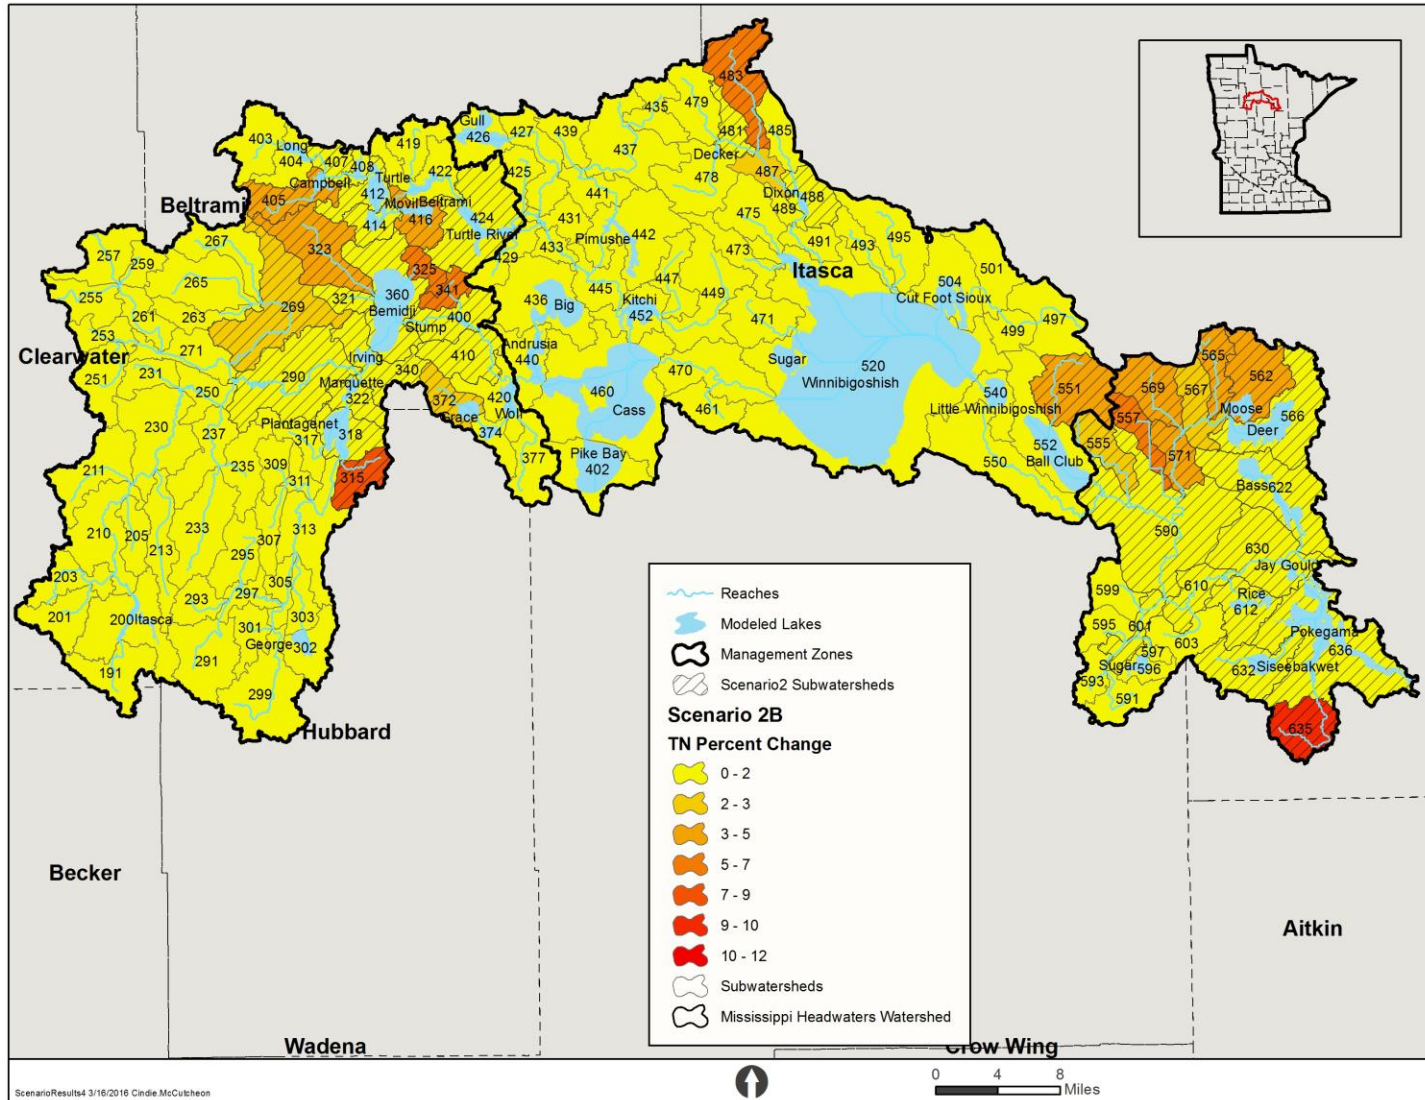 483
435
479
481
485
Decker
487
Dixon
488
489
478
437
439
427
Gull
426
425
441
431
Pimushe
442
433
475
473
491
493
495
501
Itasca
504
Cut Foot Sioux
497
499
445
447
449
Kitchi
452
471
436
Big
Andrusia
440
460
Cass
470
461
Sugar
520
Winnibigoshish
540
Little Winnibigoshish
551
552
Ball Club
550
Pike Bay
402
403
Long
404
407
408
419
Turtle
422
Campbell
405
412
Movil
Beltrami
416
414
424
Turtle River
429
Beltrami
267
257
259
323
325
341
265
255
261
263
269
321
360
Bemidji
Stump
400
253
271
Clearwater
251
231
250
290
Irving
Marquette
340
410
322
372
Grace
420
Wolf
374
377
230
237
Plantagenet
317
318
211
235
309
311
315
210
205
213
233
307
313
295
203
201
200
Itasca
293
297
305
301
303
George
302
191
291
299
Hubbard
565
569
567
562
557
Moose
566
Deer
555
571
Bass
622
590
630
Jay Gould
599
610
Rice
612
595
601
603
Pokegama
636
Sugar
597
596
632
Siseebakwet
593
591
635
Reaches
Modeled Lakes
Management Zones
Scenario2 Subwatersheds
Scenario 2B
TN Percent Change
0 - 2
2 - 3
3 - 5
5 - 7
7 - 9
9 - 10
10 - 12
Subwatersheds
Mississippi Headwaters Watershed
Becker
Aitkin
Wadena
Crow Wing
0 4 8
Miles
ScenarioResults4 3/16/2016 Cindie.McCutcheon